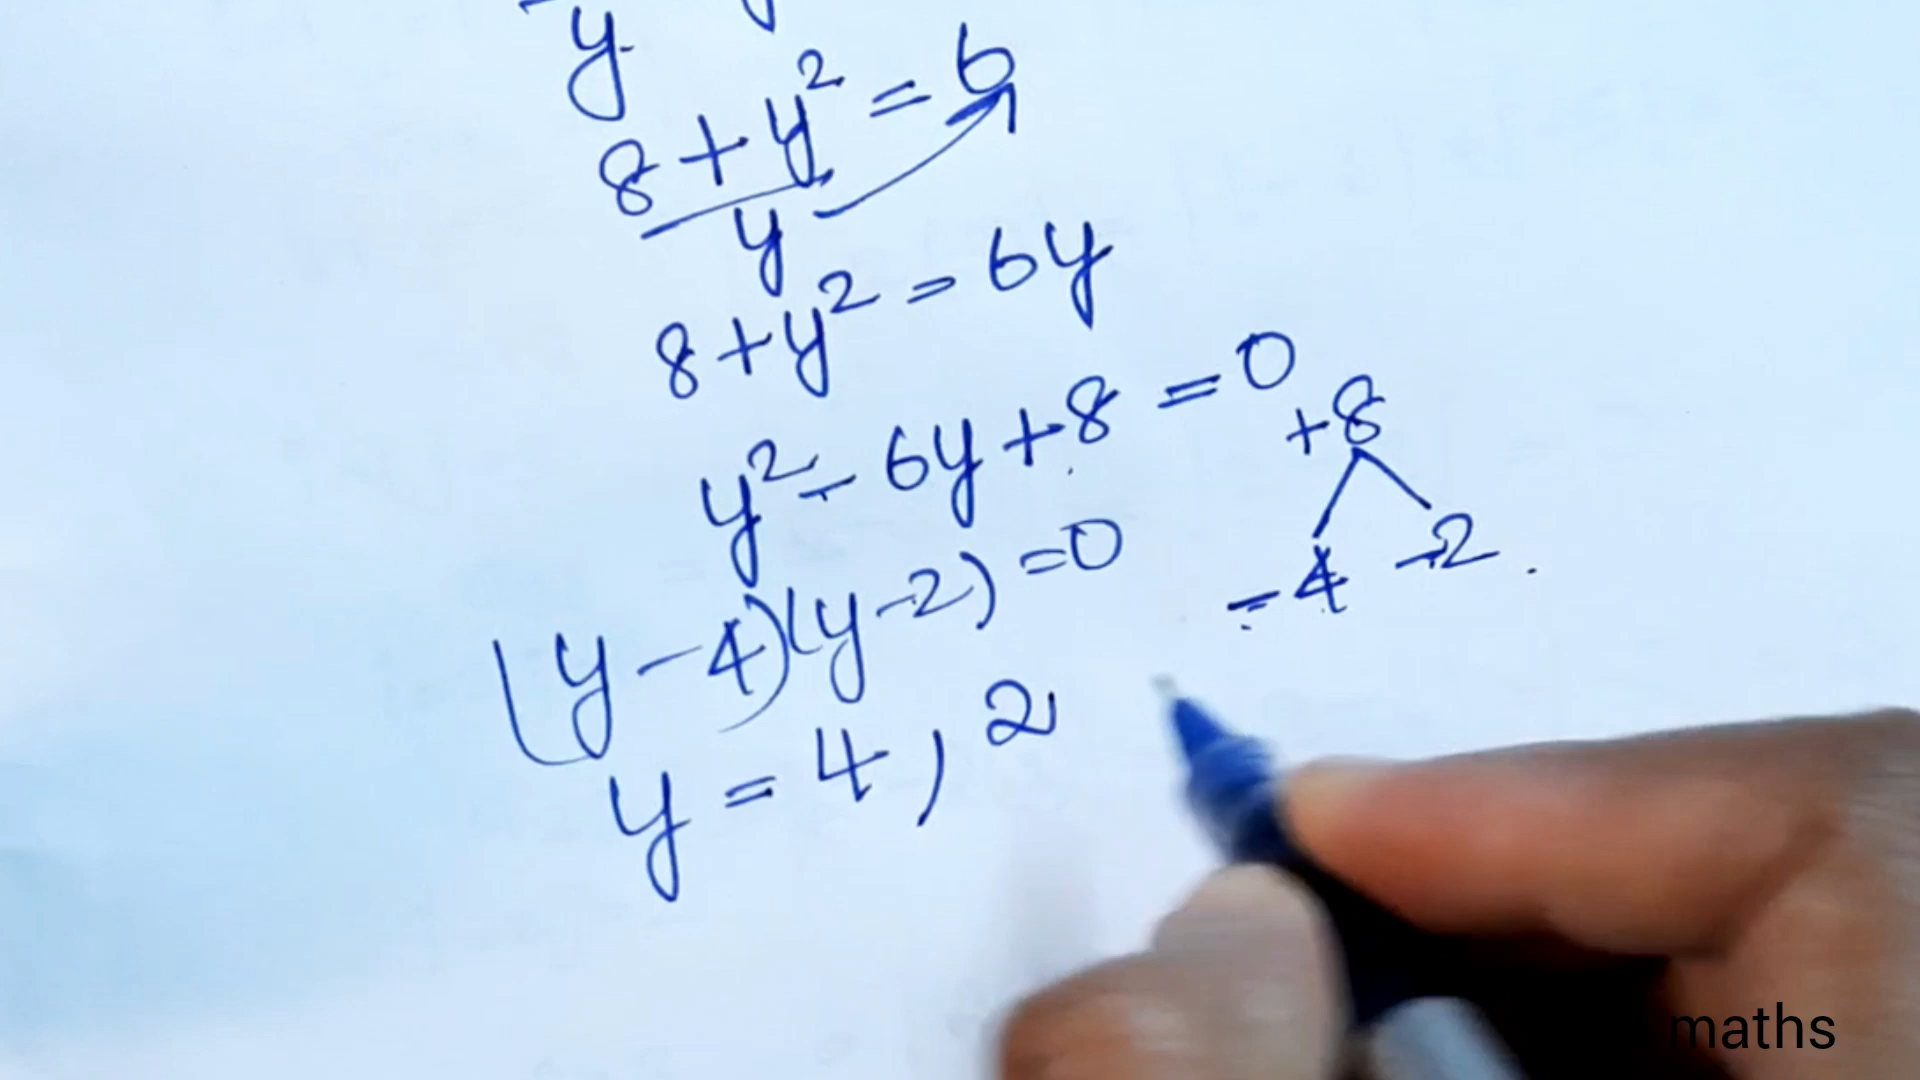 y
8+y²=6
y
8+y²=6y
y²-6y+8=0
+8
-4 -2
(y-4)(y-2)=0
y=4,2
maths